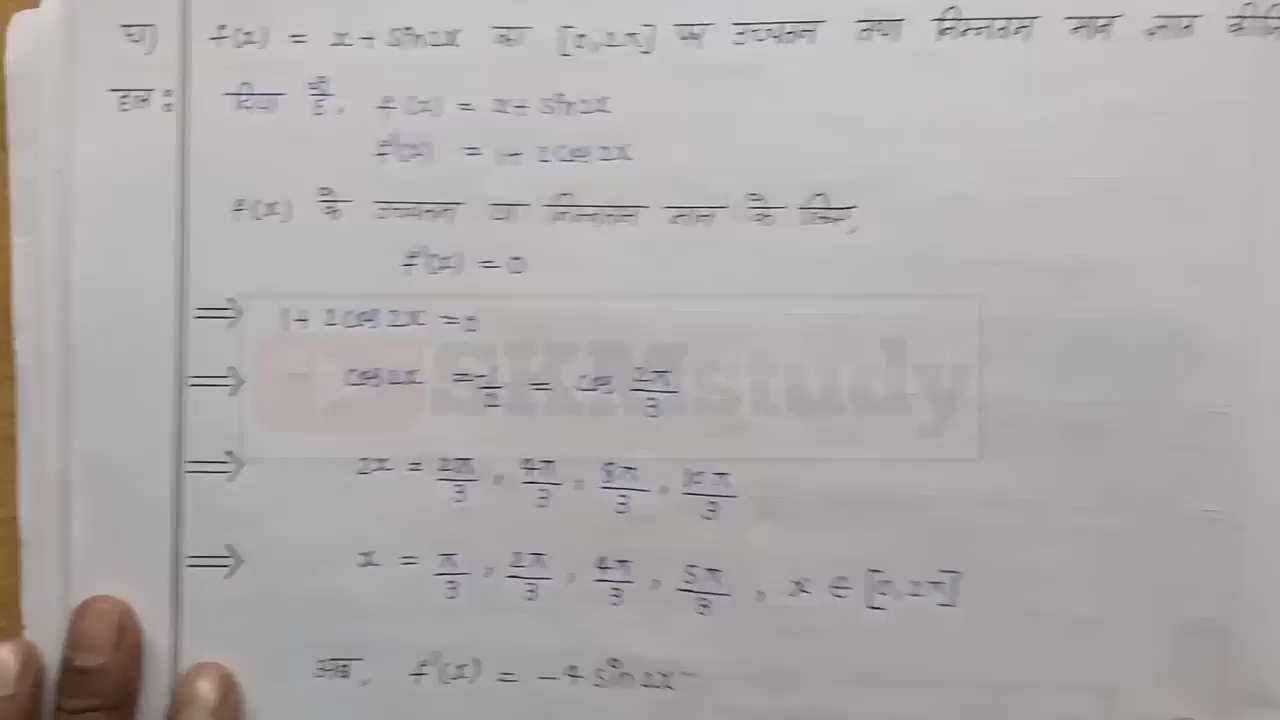 घ) f(x) = x + sin2x का [0, 2π] पर उच्चतम तथा निम्नतम मान ज्ञात
हल: दिया है, f(x) = x + sin2x
f'(x) = 1 + 2cos2x
f(x) के उच्चतम या निम्नतम मान के लिए,
f'(x) = 0
⇒ 1 + 2cos2x = 0
⇒ cos2x = -1/2 = cos 2π/3
⇒ 2x = 2π/3, 4π/3, 8π/3, 10π/3
⇒ x = π/3, 2π/3, 4π/3, 5π/3, x ∈ [0, 2π]
अब, f''(x) = -4 sin2x
SKMstudy